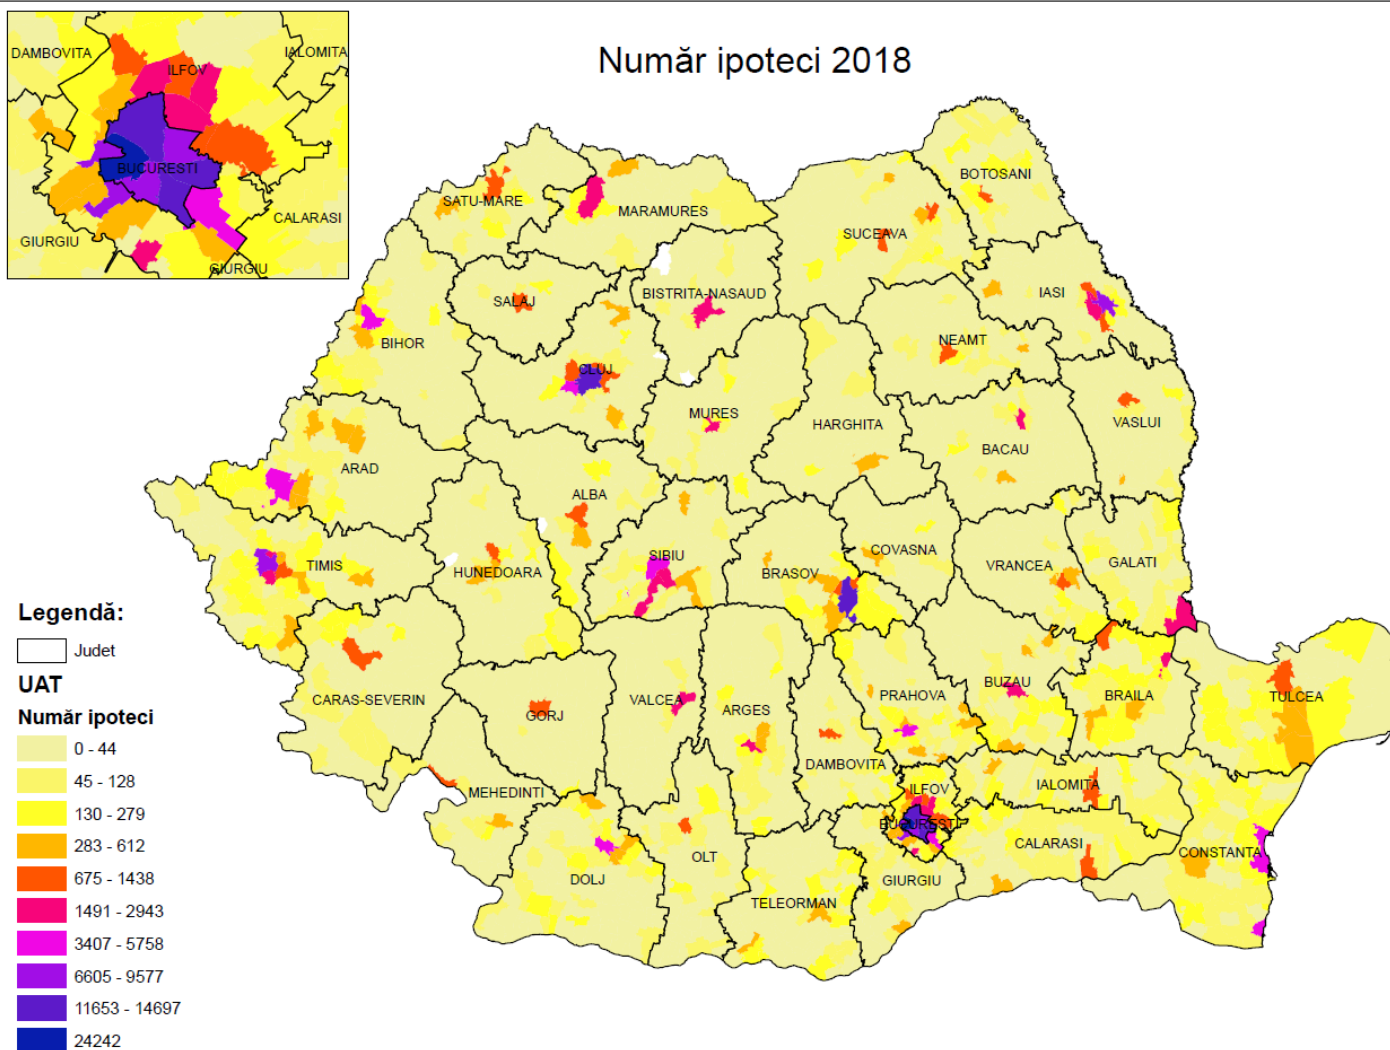 Număr ipoteci 2018
DAMBOVITA
IALOMITA
ILFOV
BUCURESTI
CALARASI
GIURGIU
GIURGIU
BOTOSANI
SATU-MARE
MARAMURES
SUCEAVA
IASI
SALAJ
BISTRITA-NASAUD
BIHOR
NEAMT
CLUJ
MURES
HARGHITA
VASLUI
BACAU
ARAD
ALBA
TIMIS
HUNEDOARA
SIBIU
BRASOV
COVASNA
VRANCEA
GALATI
CARAS-SEVERIN
GORJ
VALCEA
ARGES
PRAHOVA
BUZAU
BRAILA
TULCEA
DAMBOVITA
MEHEDINTI
ILFOV
IALOMITA
BUCURESTI
CALARASI
CONSTANTA
DOLJ
OLT
GIURGIU
TELEORMAN
Legendă:
Judet
UAT
Număr ipoteci
0 - 44
45 - 128
130 - 279
283 - 612
675 - 1438
1491 - 2943
3407 - 5758
6605 - 9577
11653 - 14697
24242